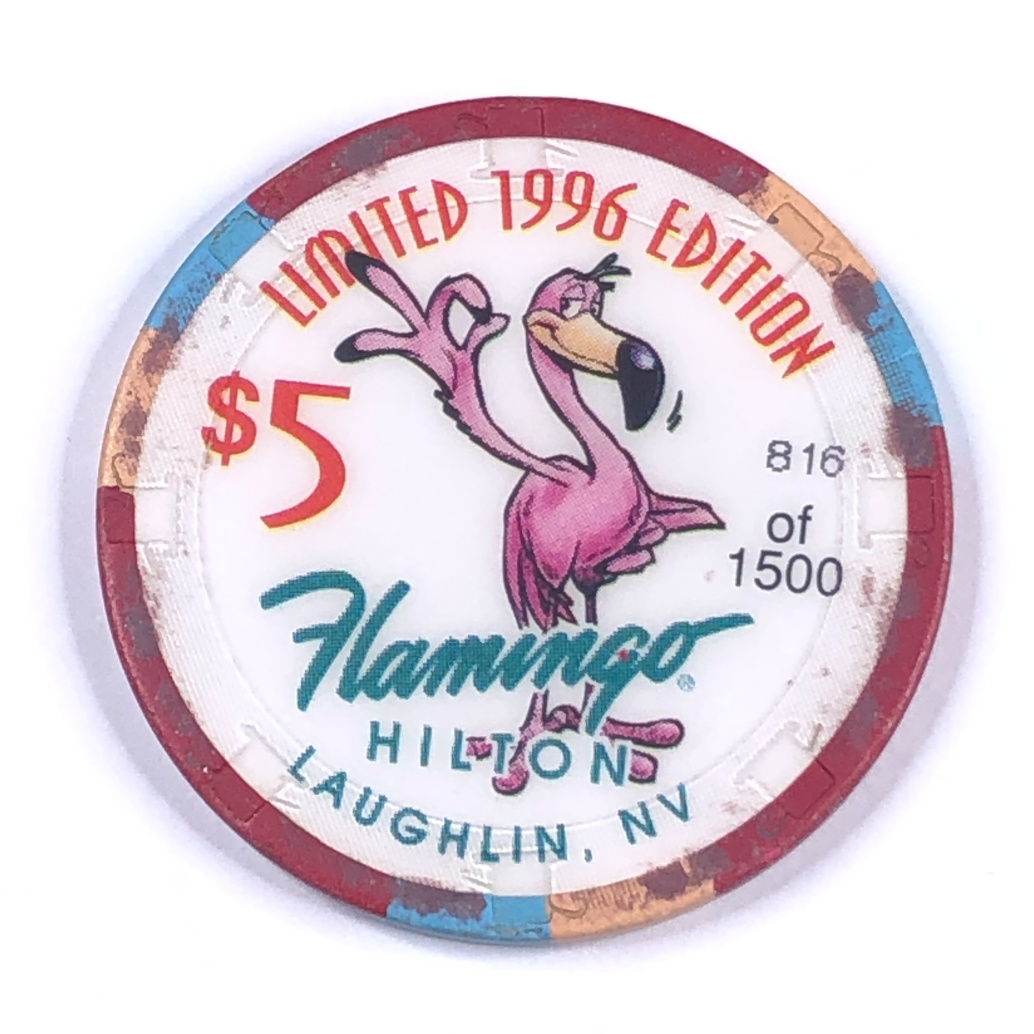 LIMITED 1996 EDITION
$5
816
of
1500
Flamingo®
HILTON
LAUGHLIN, NV